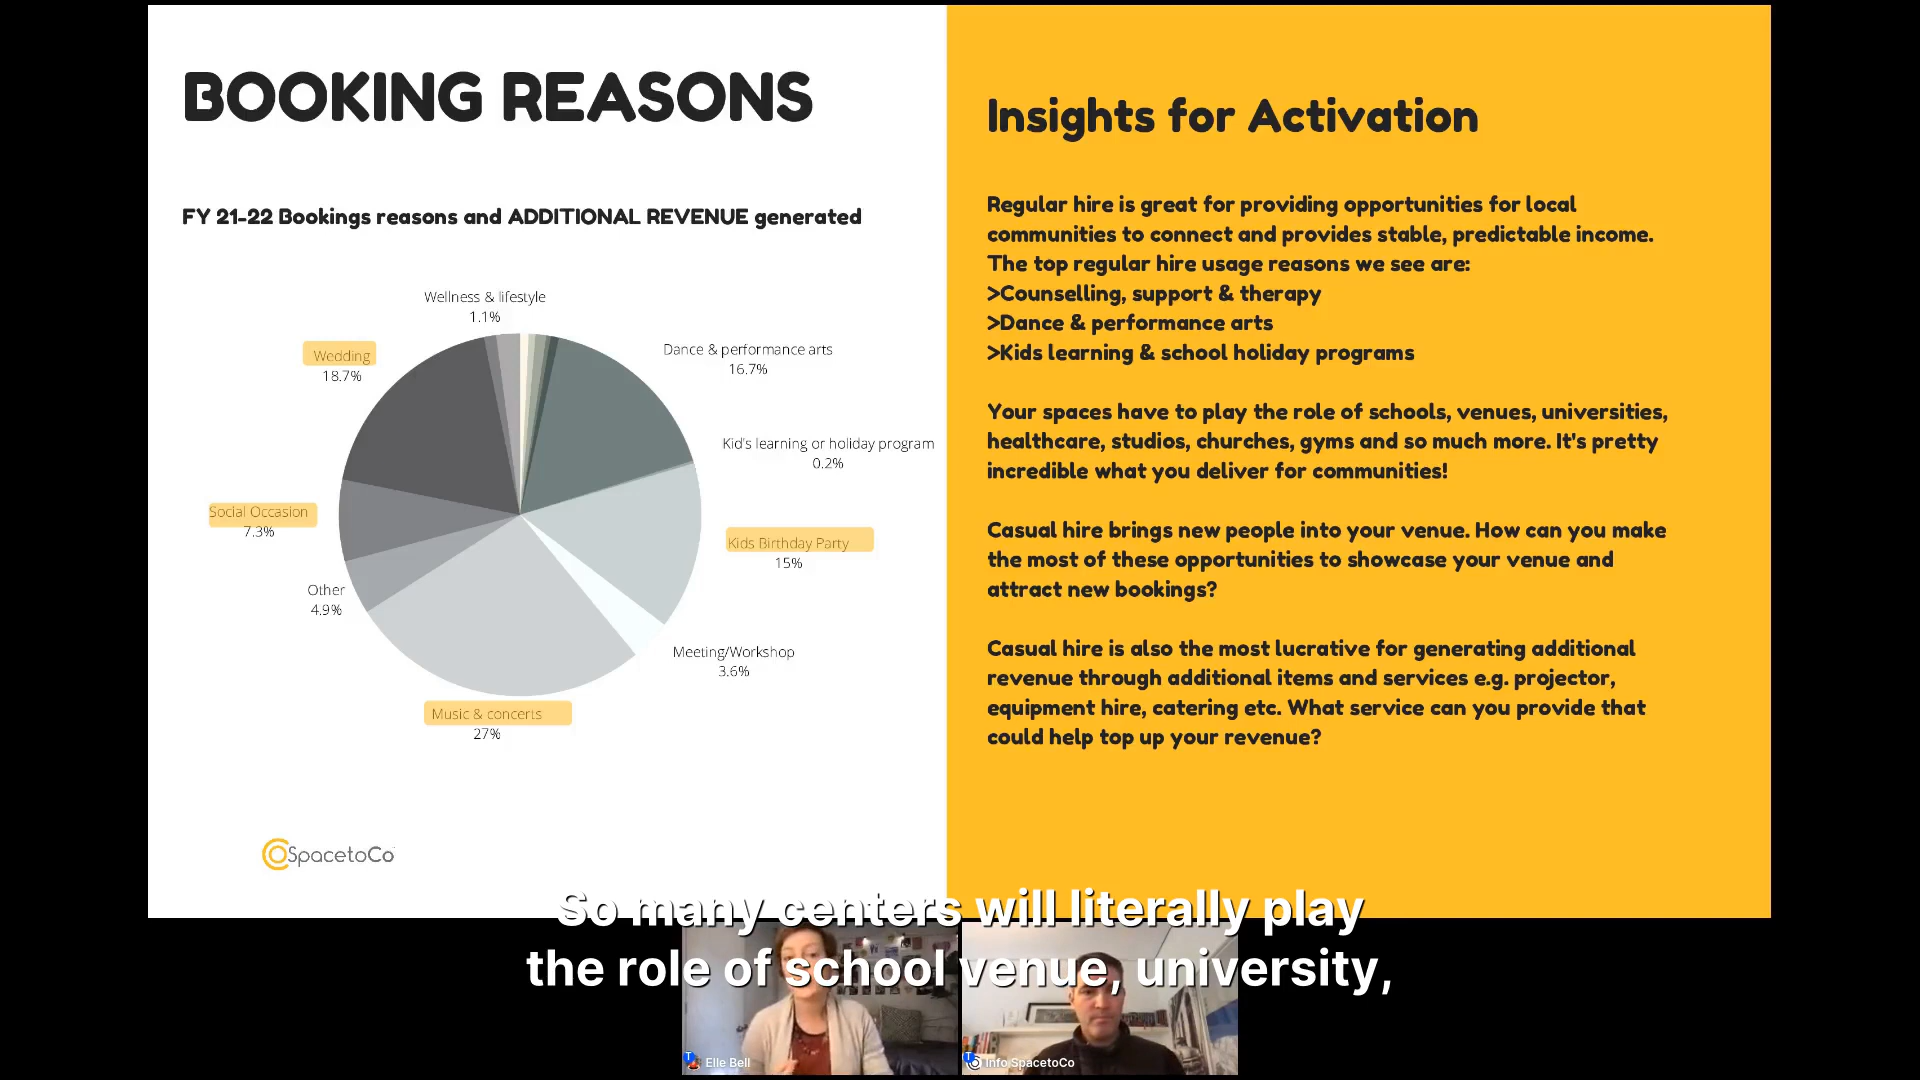 BOOKING REASONS
FY 21-22 Bookings reasons and ADDITIONAL REVENUE generated
Wellness & lifestyle
1.1%
Wedding
18.7%
Dance & performance arts
16.7%
Kid's learning or holiday program
0.2%
Social Occasion
7.3%
Kids Birthday Party
15%
Other
4.9%
Meeting/Workshop
3.6%
Music & concerts
27%
SpacetoCo
Insights for Activation
Regular hire is great for providing opportunities for local
communities to connect and provides stable, predictable income.
The top regular hire usage reasons we see are:
>Counselling, support & therapy
>Dance & performance arts
>Kids learning & school holiday programs
Your spaces have to play the role of schools, venues, universities,
healthcare, studios, churches, gyms and so much more. It's pretty
incredible what you deliver for communities!
Casual hire brings new people into your venue. How can you make
the most of these opportunities to showcase your venue and
attract new bookings?
Casual hire is also the most lucrative for generating additional
revenue through additional items and services e.g. projector,
equipment hire, catering etc. What service can you provide that
could help top up your revenue?
So many centers will literally play
the role of school venue, university,
Elle Bell
Info SpacetoCo